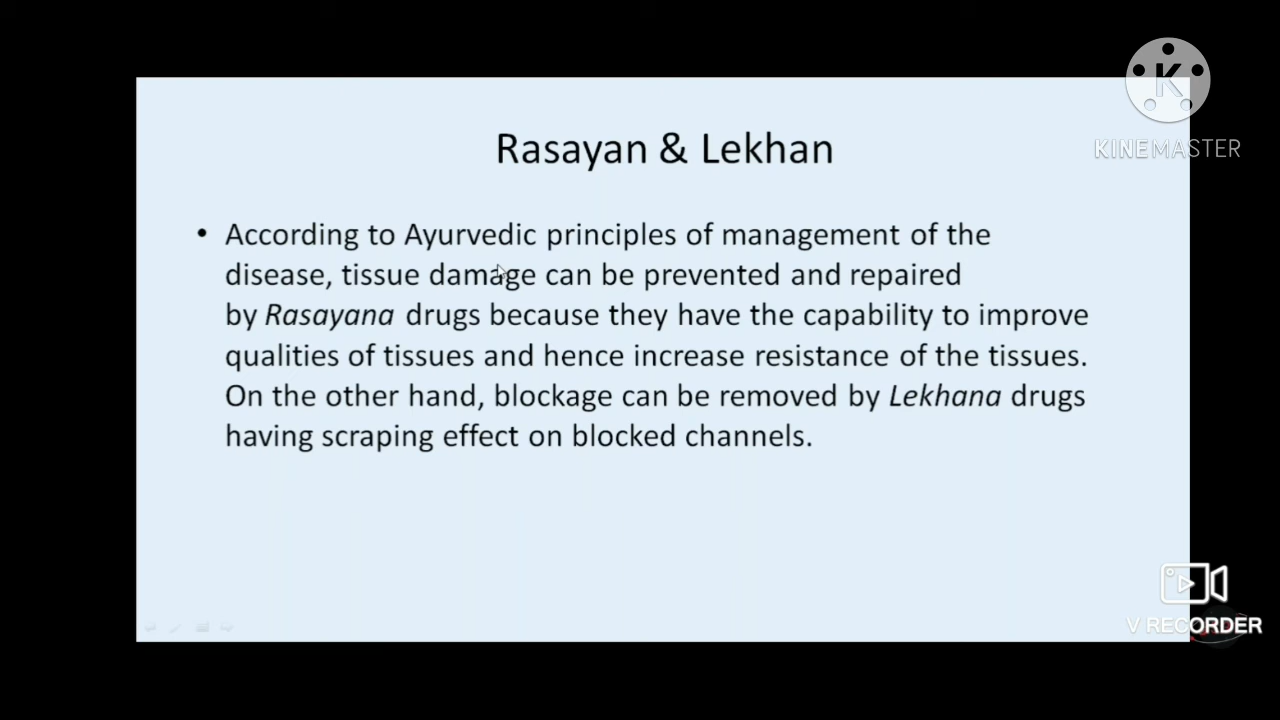 Rasayan & Lekhan
• According to Ayurvedic principles of management of the
disease, tissue damage can be prevented and repaired
by Rasayana drugs because they have the capability to improve
qualities of tissues and hence increase resistance of the tissues.
On the other hand, blockage can be removed by Lekhana drugs
having scraping effect on blocked channels.
K
KINEMASTER
V RECORDER